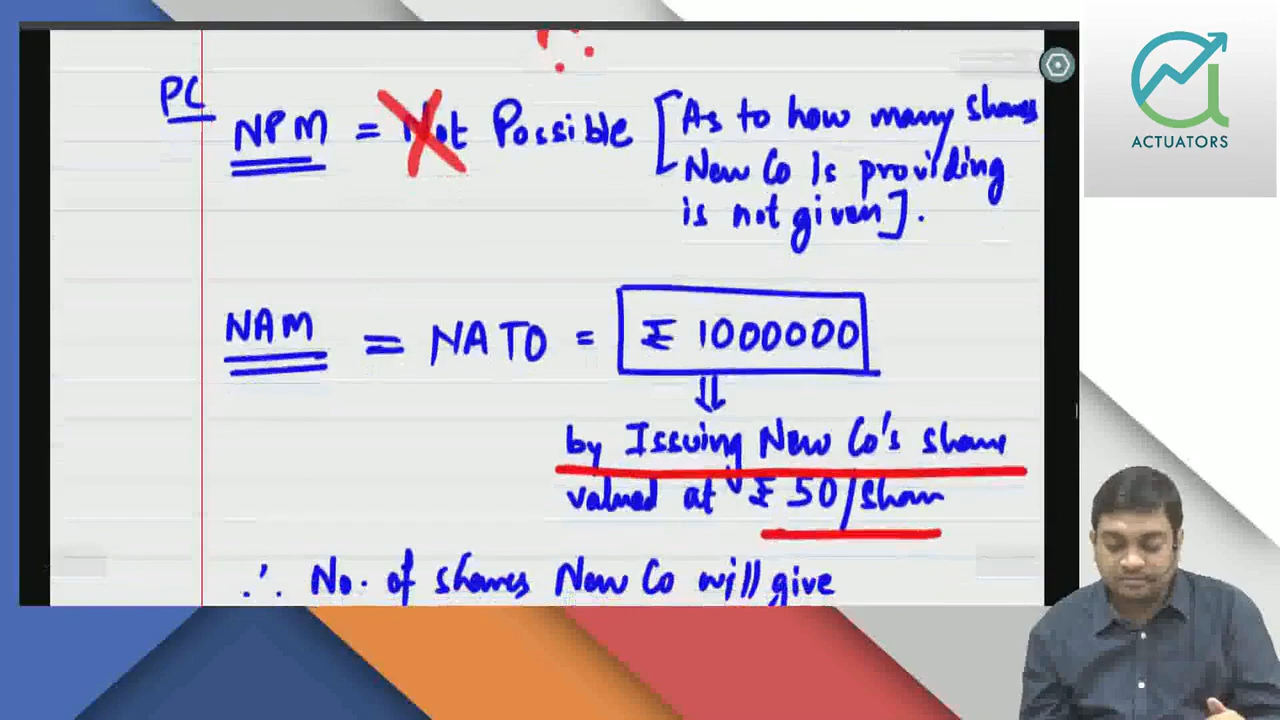 PC
NPM = Not Possible [As to how many shares
New Co Is providing
is not given].
NAM = NATO = ₹ 1000000
by Issuing New Co's share
valued at ₹ 50/Share
∴ No. of shares New Co will give
ACTUATORS